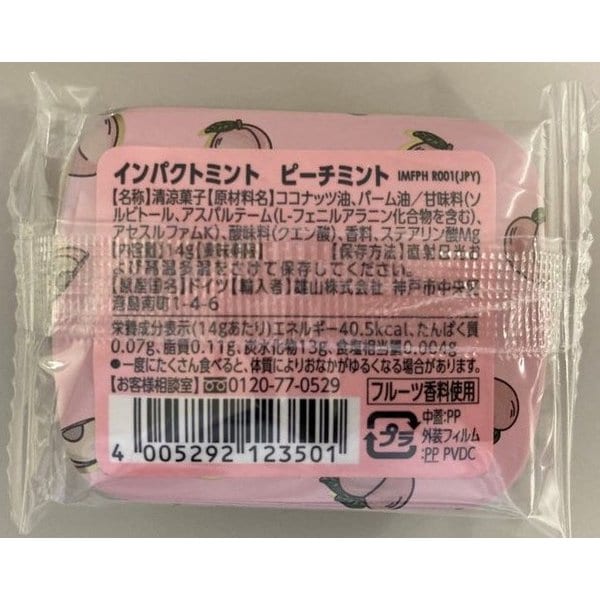 インパクトミント ピーチミント IMFPH R001(JPY)
【名称】清涼菓子【原材料名】ココナッツ油、パーム油/甘味料(ソ
ルビトール、アスパルテーム(L-フェニルアラニン化合物を含む)、
アセスルファムK)、酸味料(クエン酸)、香料、ステアリン酸Mg
【内容量】14g【賞味期限】 【保存方法】直射日光お
よび高温多湿をさけて保存してください。
【原産国名】ドイツ【輸入者】雄山株式会社 神戸市中央区
港島南町1-4-6
栄養成分表示(14gあたり)エネルギー40.5kcal、たんぱく質
0.07g、脂質0.11g、炭水化物13g、食塩相当量0.004g
●一度にたくさん食べると、体質によりおなかがゆるくなる場合があります。
【お客様相談室】0120-77-0529
フルーツ香料使用
プラ
中蓋:PP
外装フィルム
:PP PVDC
4 005292 123501